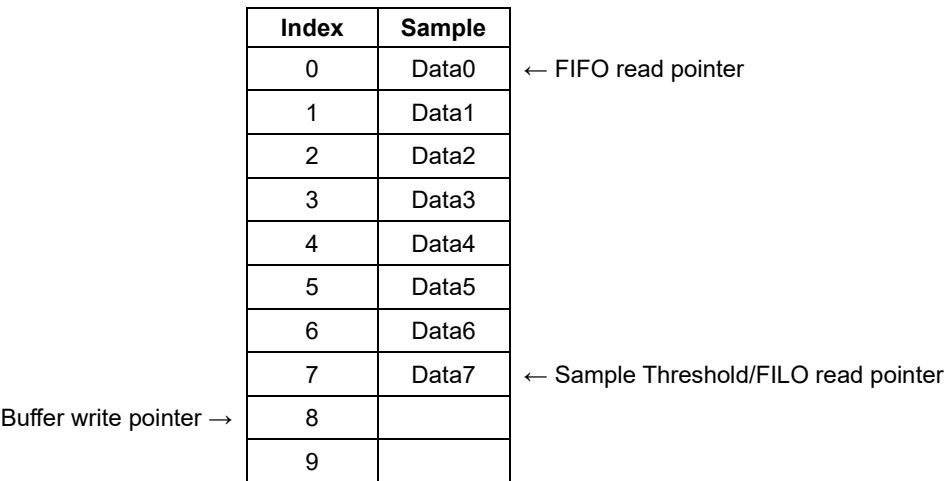 Index Sample
0 Data0 ← FIFO read pointer
1 Data1
2 Data2
3 Data3
4 Data4
5 Data5
6 Data6
7 Data7 ← Sample Threshold/FILO read pointer
Buffer write pointer → 8
9